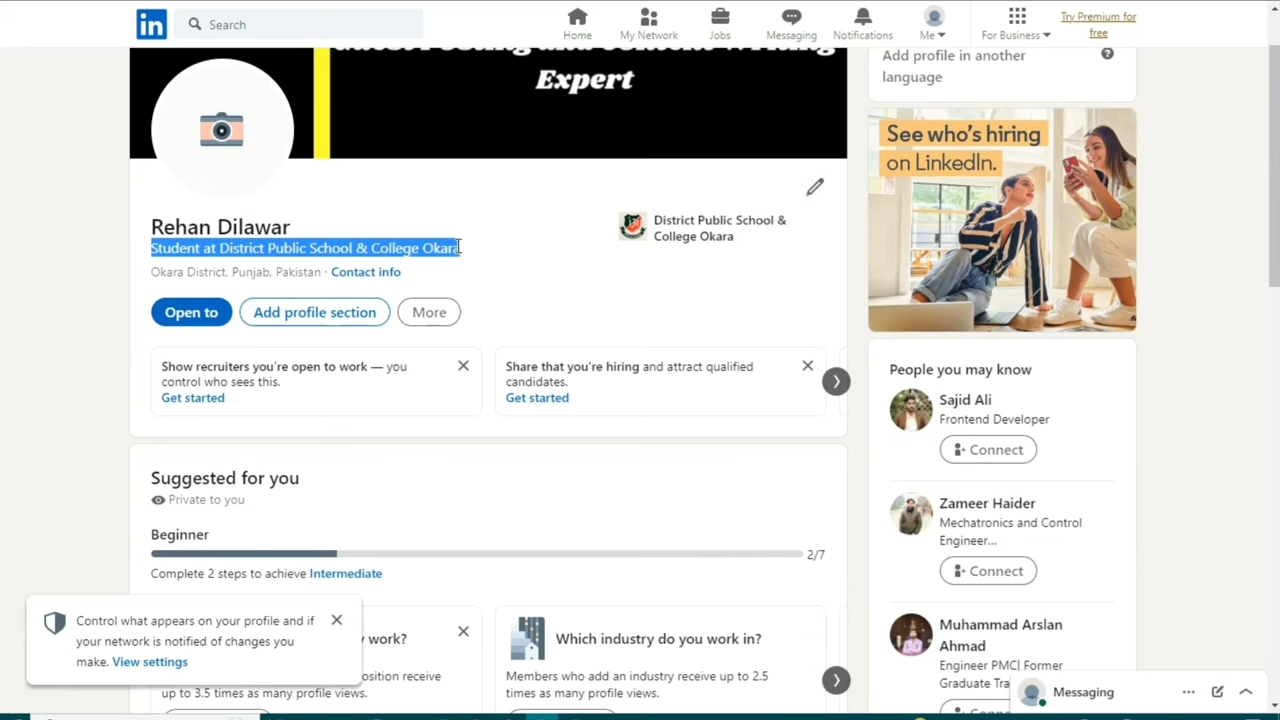 in
Search
Home
My Network
Jobs
Messaging
Notifications
Me
For Business
Try Premium for
free
Expert
Add profile in another
language
?
See who's hiring
on LinkedIn.
Rehan Dilawar
Student at District Public School & College Okara
Okara District, Punjab, Pakistan · Contact info
District Public School &
College Okara
Open to
Add profile section
More
Show recruiters you're open to work — you
control who sees this.
Get started
Share that you're hiring and attract qualified
candidates.
Get started
Suggested for you
Private to you
Beginner
2/7
Complete 2 steps to achieve Intermediate
work?
position receive
up to 3.5 times as many profile views.
Which industry do you work in?
Members who add an industry receive up to 2.5
times as many profile views.
Control what appears on your profile and if
your network is notified of changes you
make. View settings
People you may know
Sajid Ali
Frontend Developer
Connect
Zameer Haider
Mechatronics and Control
Engineer...
Connect
Muhammad Arslan
Ahmad
Engineer PMC| Former
Graduate Tra
Messaging